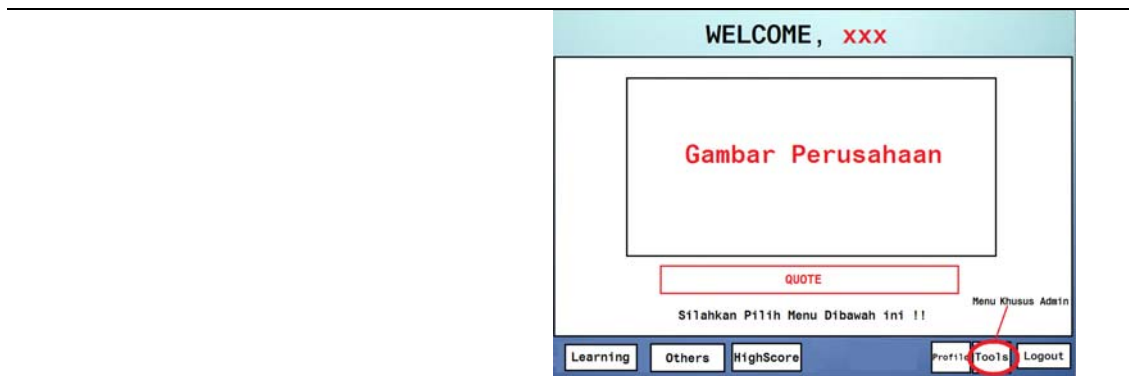 WELCOME, xxx
Gambar Perusahaan
QUOTE
Menu Khusus Admin
Silahkan Pilih Menu Dibawah ini !!
Learning Others HighScore Profile Tools Logout